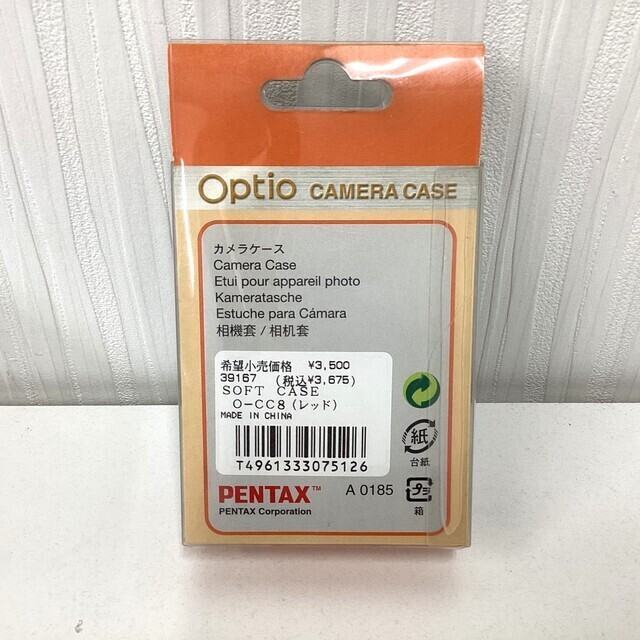 Optio CAMERA CASE
カメラケース
Camera Case
Etui pour appareil photo
Kameratasche
Estuche para Cámara
相機套 / 相机套
希望小売価格 ¥3,500
39167 (税込¥3,675)
SOFT CASE
O-CC8(レッド)
MADE IN CHINA
T4961333075126
PENTAX™ A 0185
PENTAX Corporation
紙
台紙
プラ
箱